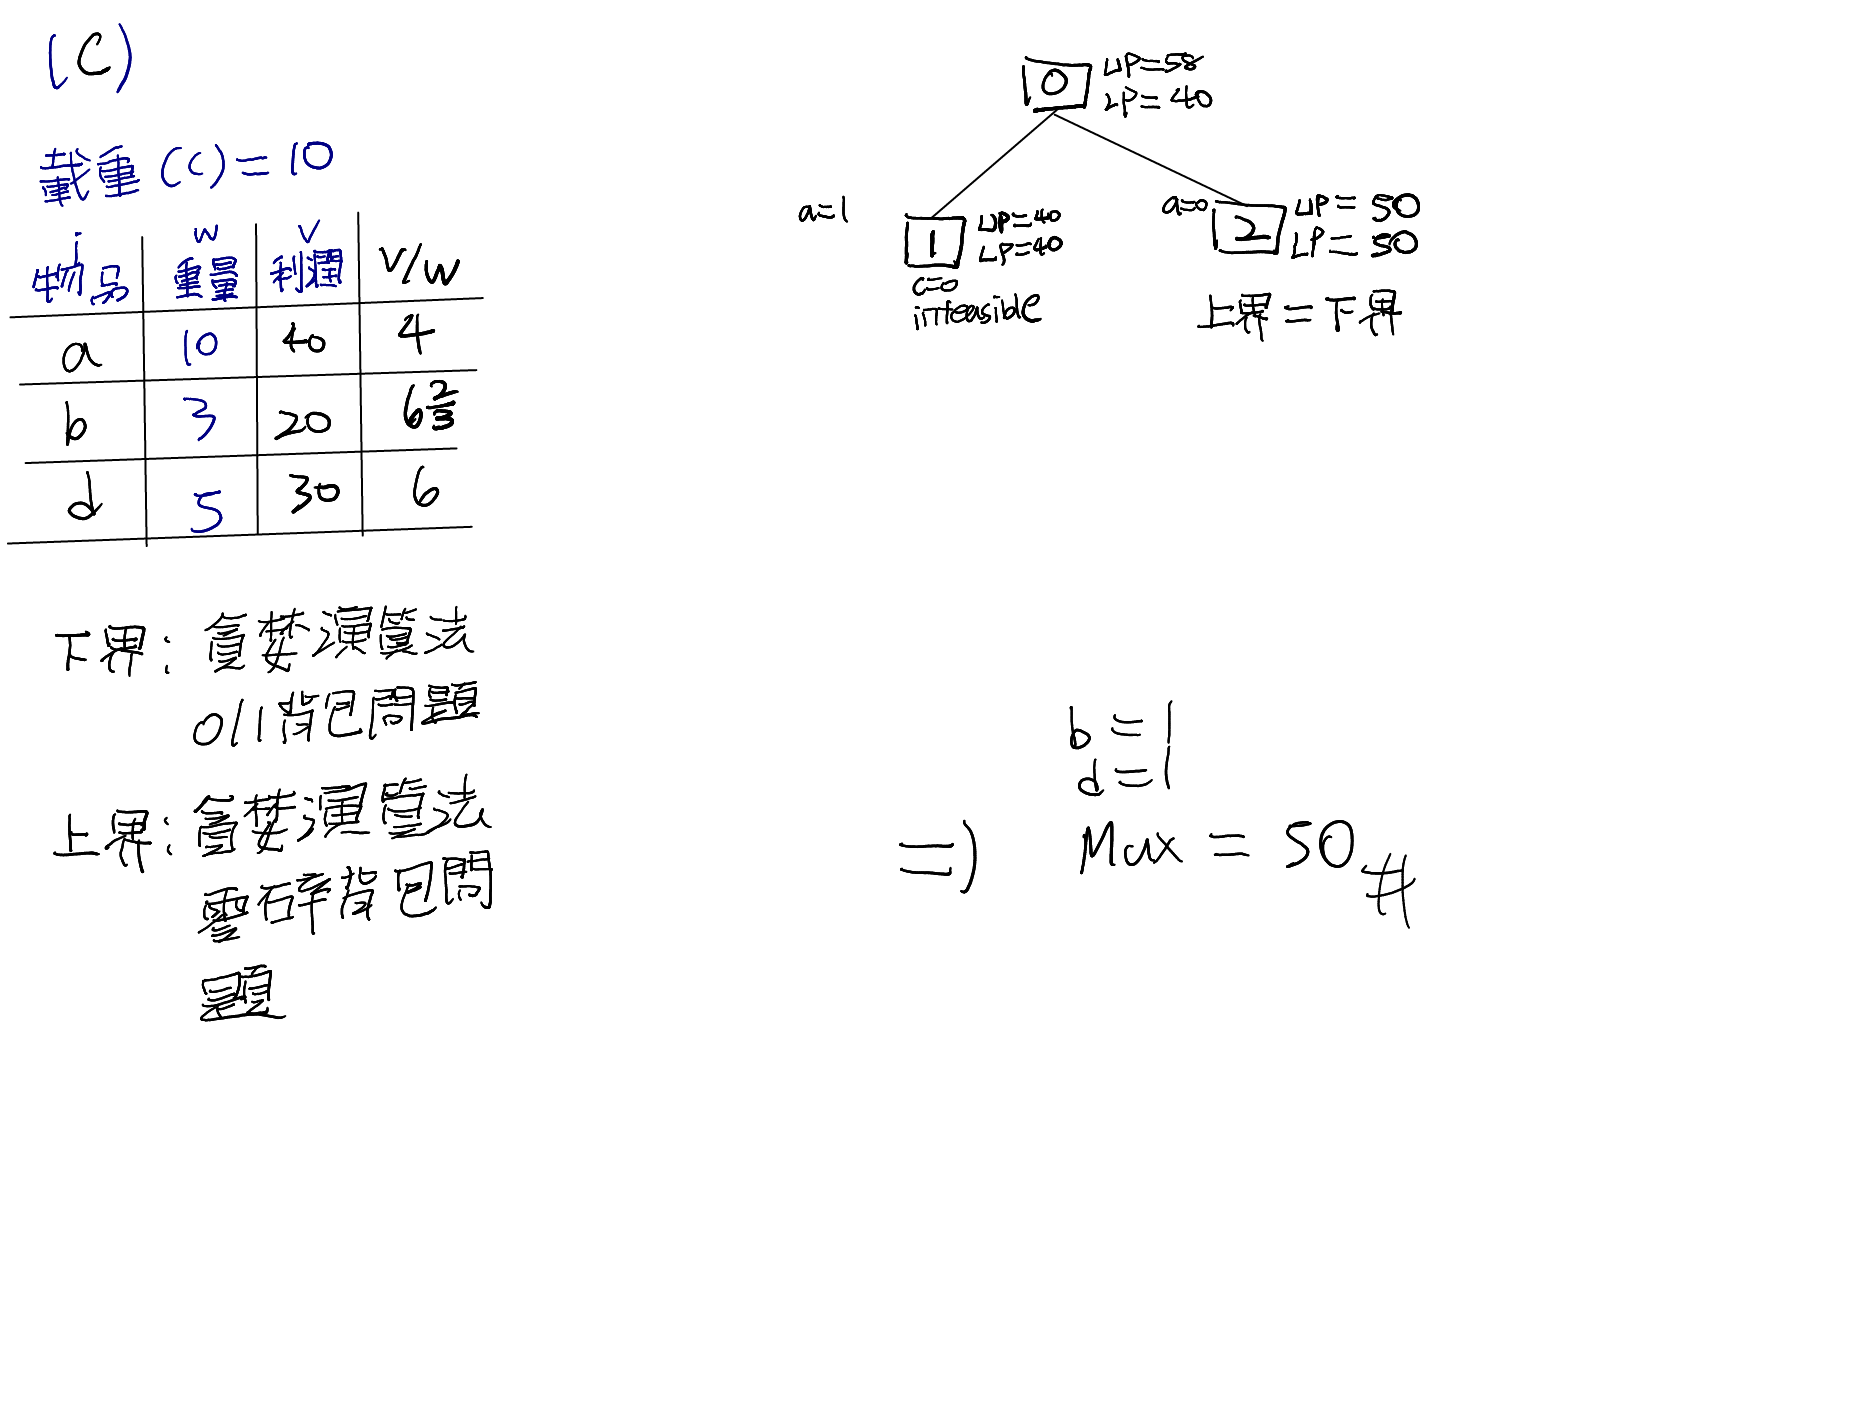 (C)
載重(C)=10
i w v
物品 重量 利潤 V/w
a 10 40 4
b 3 20 6 2/3
d 5 30 6
下界:貪婪演算法
0/1背包問題
上界:貪婪演算法
零碎背包問
題
0 UP=58
LP=40
a=1 1 UP=40
LP=40
c=0
infeasible
a=0 2 UP=50
LP=50
上界=下界
b=1
d=1
=) Max=50 #